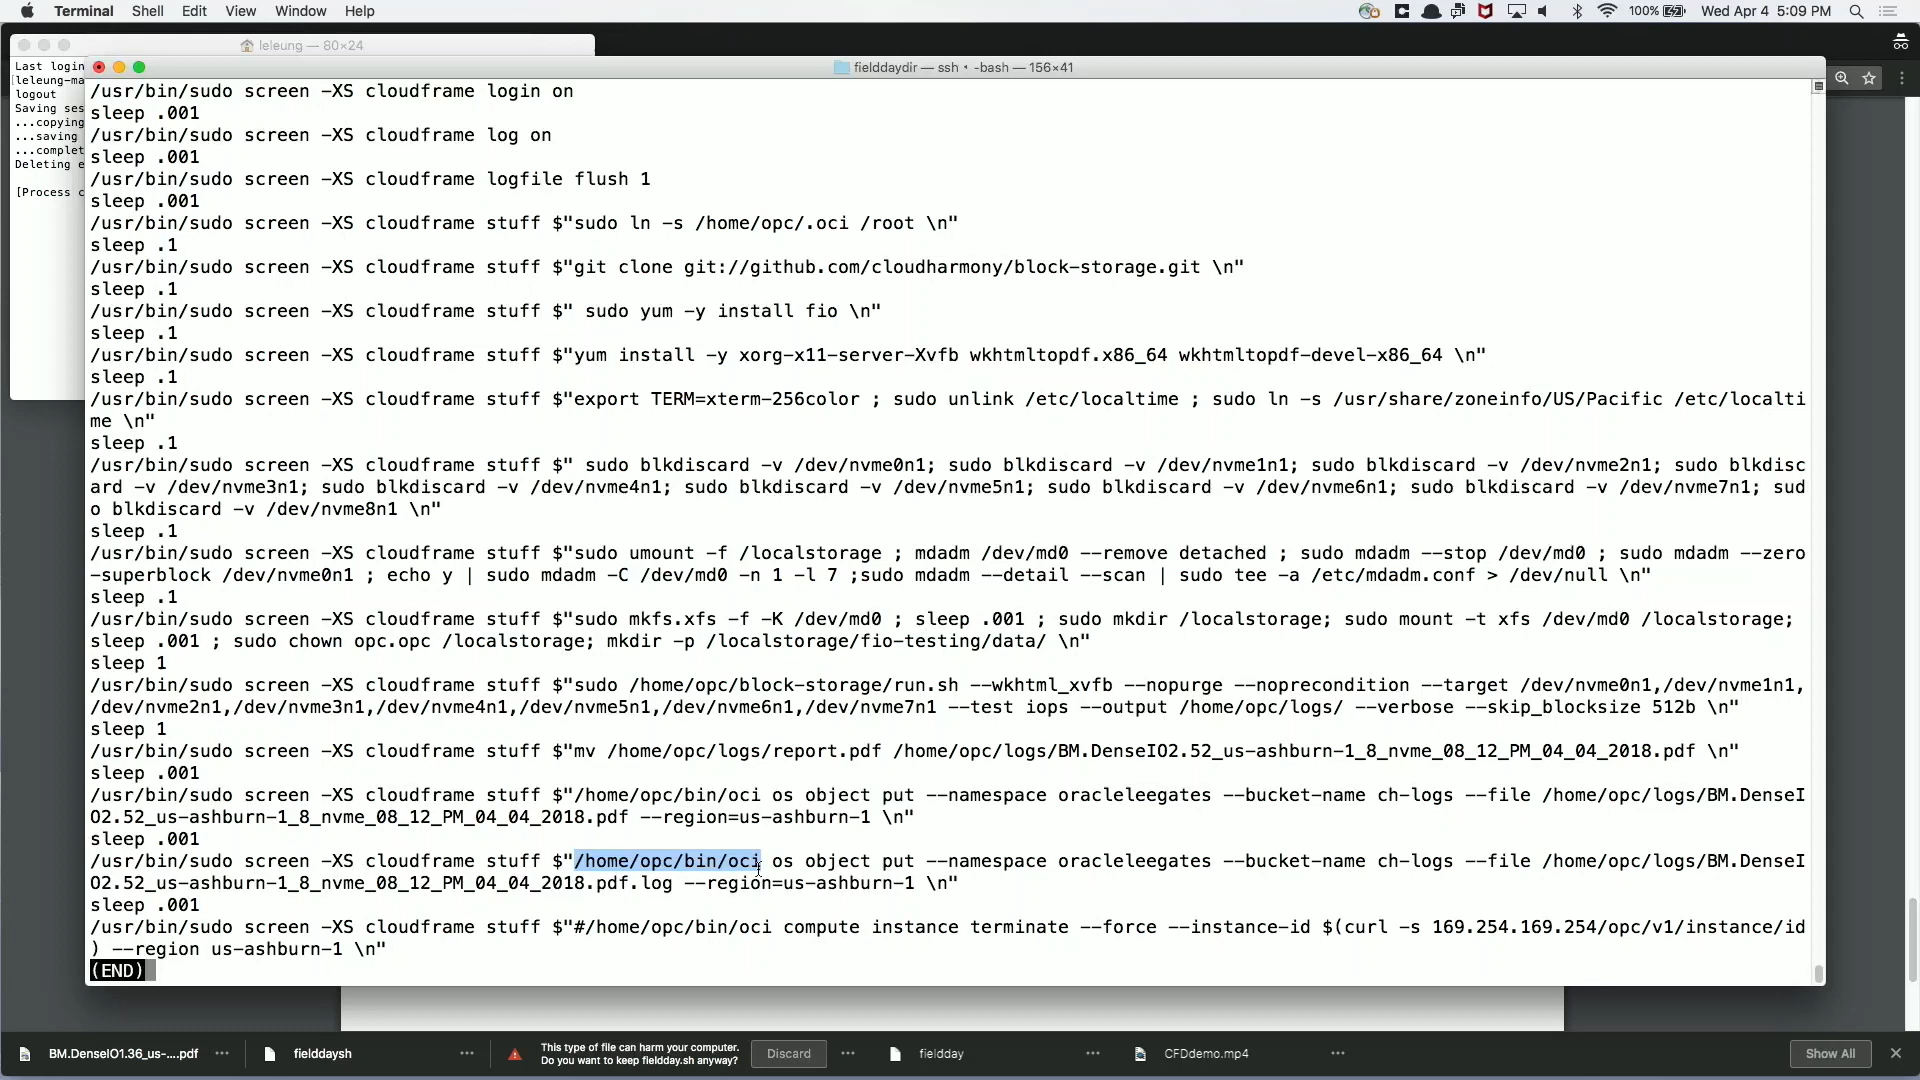 Terminal Shell Edit View Window Help 100% Wed Apr 4 5:09 PM
leleung — 80×24
Last login
[leleung-ma
logout
Saving ses
...copying
...saving
...complet
Deleting e
[Process c
fielddaydir — ssh • -bash — 156×41
/usr/bin/sudo screen -XS cloudframe login on
sleep .001
/usr/bin/sudo screen -XS cloudframe log on
sleep .001
/usr/bin/sudo screen -XS cloudframe logfile flush 1
sleep .001
/usr/bin/sudo screen -XS cloudframe stuff $"sudo ln -s /home/opc/.oci /root \n"
sleep .1
/usr/bin/sudo screen -XS cloudframe stuff $"git clone git://github.com/cloudharmony/block-storage.git \n"
sleep .1
/usr/bin/sudo screen -XS cloudframe stuff $" sudo yum -y install fio \n"
sleep .1
/usr/bin/sudo screen -XS cloudframe stuff $"yum install -y xorg-x11-server-Xvfb wkhtmltopdf.x86_64 wkhtmltopdf-devel-x86_64 \n"
sleep .1
/usr/bin/sudo screen -XS cloudframe stuff $"export TERM=xterm-256color ; sudo unlink /etc/localtime ; sudo ln -s /usr/share/zoneinfo/US/Pacific /etc/localti
me \n"
sleep .1
/usr/bin/sudo screen -XS cloudframe stuff $" sudo blkdiscard -v /dev/nvme0n1; sudo blkdiscard -v /dev/nvme1n1; sudo blkdiscard -v /dev/nvme2n1; sudo blkdisc
ard -v /dev/nvme3n1; sudo blkdiscard -v /dev/nvme4n1; sudo blkdiscard -v /dev/nvme5n1; sudo blkdiscard -v /dev/nvme6n1; sudo blkdiscard -v /dev/nvme7n1; sud
o blkdiscard -v /dev/nvme8n1 \n"
sleep .1
/usr/bin/sudo screen -XS cloudframe stuff $"sudo umount -f /localstorage ; mdadm /dev/md0 --remove detached ; sudo mdadm --stop /dev/md0 ; sudo mdadm --zero
-superblock /dev/nvme0n1 ; echo y | sudo mdadm -C /dev/md0 -n 1 -l 7 ;sudo mdadm --detail --scan | sudo tee -a /etc/mdadm.conf > /dev/null \n"
sleep .1
/usr/bin/sudo screen -XS cloudframe stuff $"sudo mkfs.xfs -f -K /dev/md0 ; sleep .001 ; sudo mkdir /localstorage; sudo mount -t xfs /dev/md0 /localstorage;
sleep .001 ; sudo chown opc.opc /localstorage; mkdir -p /localstorage/fio-testing/data/ \n"
sleep 1
/usr/bin/sudo screen -XS cloudframe stuff $"sudo /home/opc/block-storage/run.sh --wkhtml_xvfb --nopurge --noprecondition --target /dev/nvme0n1,/dev/nvme1n1,
/dev/nvme2n1,/dev/nvme3n1,/dev/nvme4n1,/dev/nvme5n1,/dev/nvme6n1,/dev/nvme7n1 --test iops --output /home/opc/logs/ --verbose --skip_blocksize 512b \n"
sleep 1
/usr/bin/sudo screen -XS cloudframe stuff $"mv /home/opc/logs/report.pdf /home/opc/logs/BM.DenseIO2.52_us-ashburn-1_8_nvme_08_12_PM_04_04_2018.pdf \n"
sleep .001
/usr/bin/sudo screen -XS cloudframe stuff $"/home/opc/bin/oci os object put --namespace oracleleegates --bucket-name ch-logs --file /home/opc/logs/BM.DenseI
O2.52_us-ashburn-1_8_nvme_08_12_PM_04_04_2018.pdf --region=us-ashburn-1 \n"
sleep .001
/usr/bin/sudo screen -XS cloudframe stuff $"/home/opc/bin/oci os object put --namespace oracleleegates --bucket-name ch-logs --file /home/opc/logs/BM.DenseI
O2.52_us-ashburn-1_8_nvme_08_12_PM_04_04_2018.pdf.log --region=us-ashburn-1 \n"
sleep .001
/usr/bin/sudo screen -XS cloudframe stuff $"#/home/opc/bin/oci compute instance terminate --force --instance-id $(curl -s 169.254.169.254/opc/v1/instance/id
) --region us-ashburn-1 \n"
(END)
BM.DenseIO1.36_us-....pdf
fielddaysh
This type of file can harm your computer.
Do you want to keep fieldday.sh anyway?
Discard
fieldday
CFDdemo.mp4
Show All